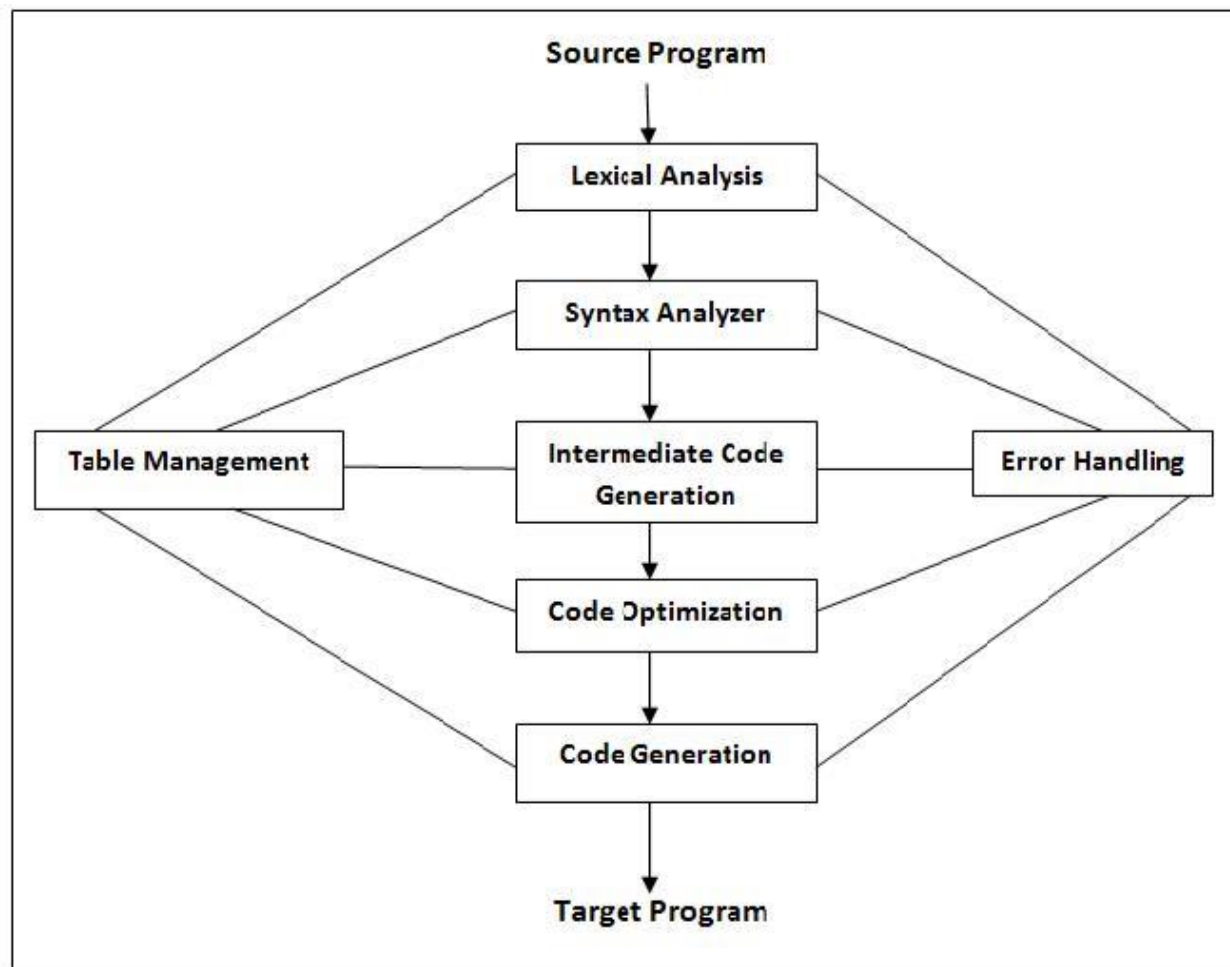 Source Program
Lexical Analysis
Syntax Analyzer
Table Management
Intermediate Code
Generation
Error Handling
Code Optimization
Code Generation
Target Program